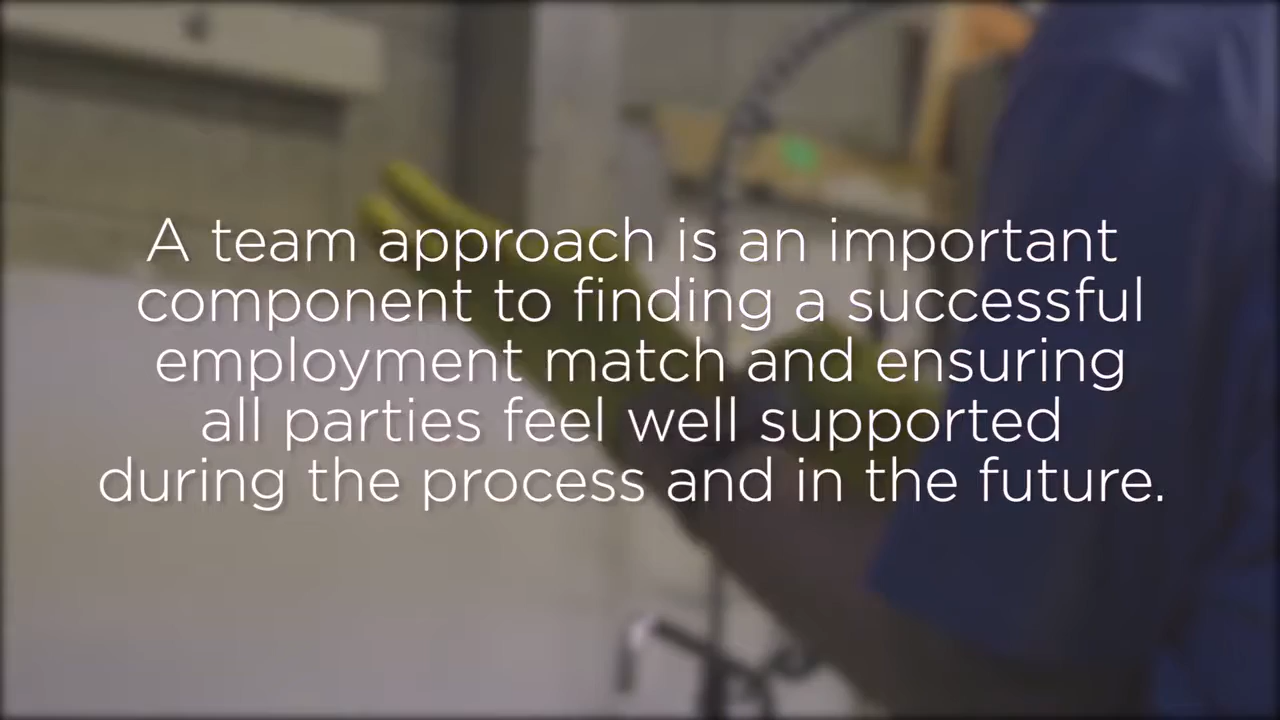 A team approach is an important
component to finding a successful
employment match and ensuring
all parties feel well supported
during the process and in the future.